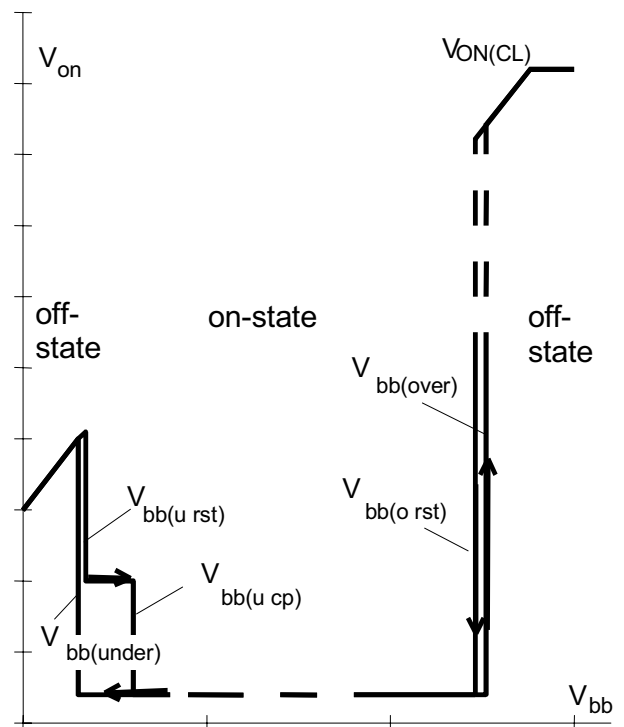 V on
VON(CL)
off-
state
on-state
off-
state
V bb(over)
V bb(u rst)
V bb(o rst)
V bb(u cp)
V bb(under)
V bb